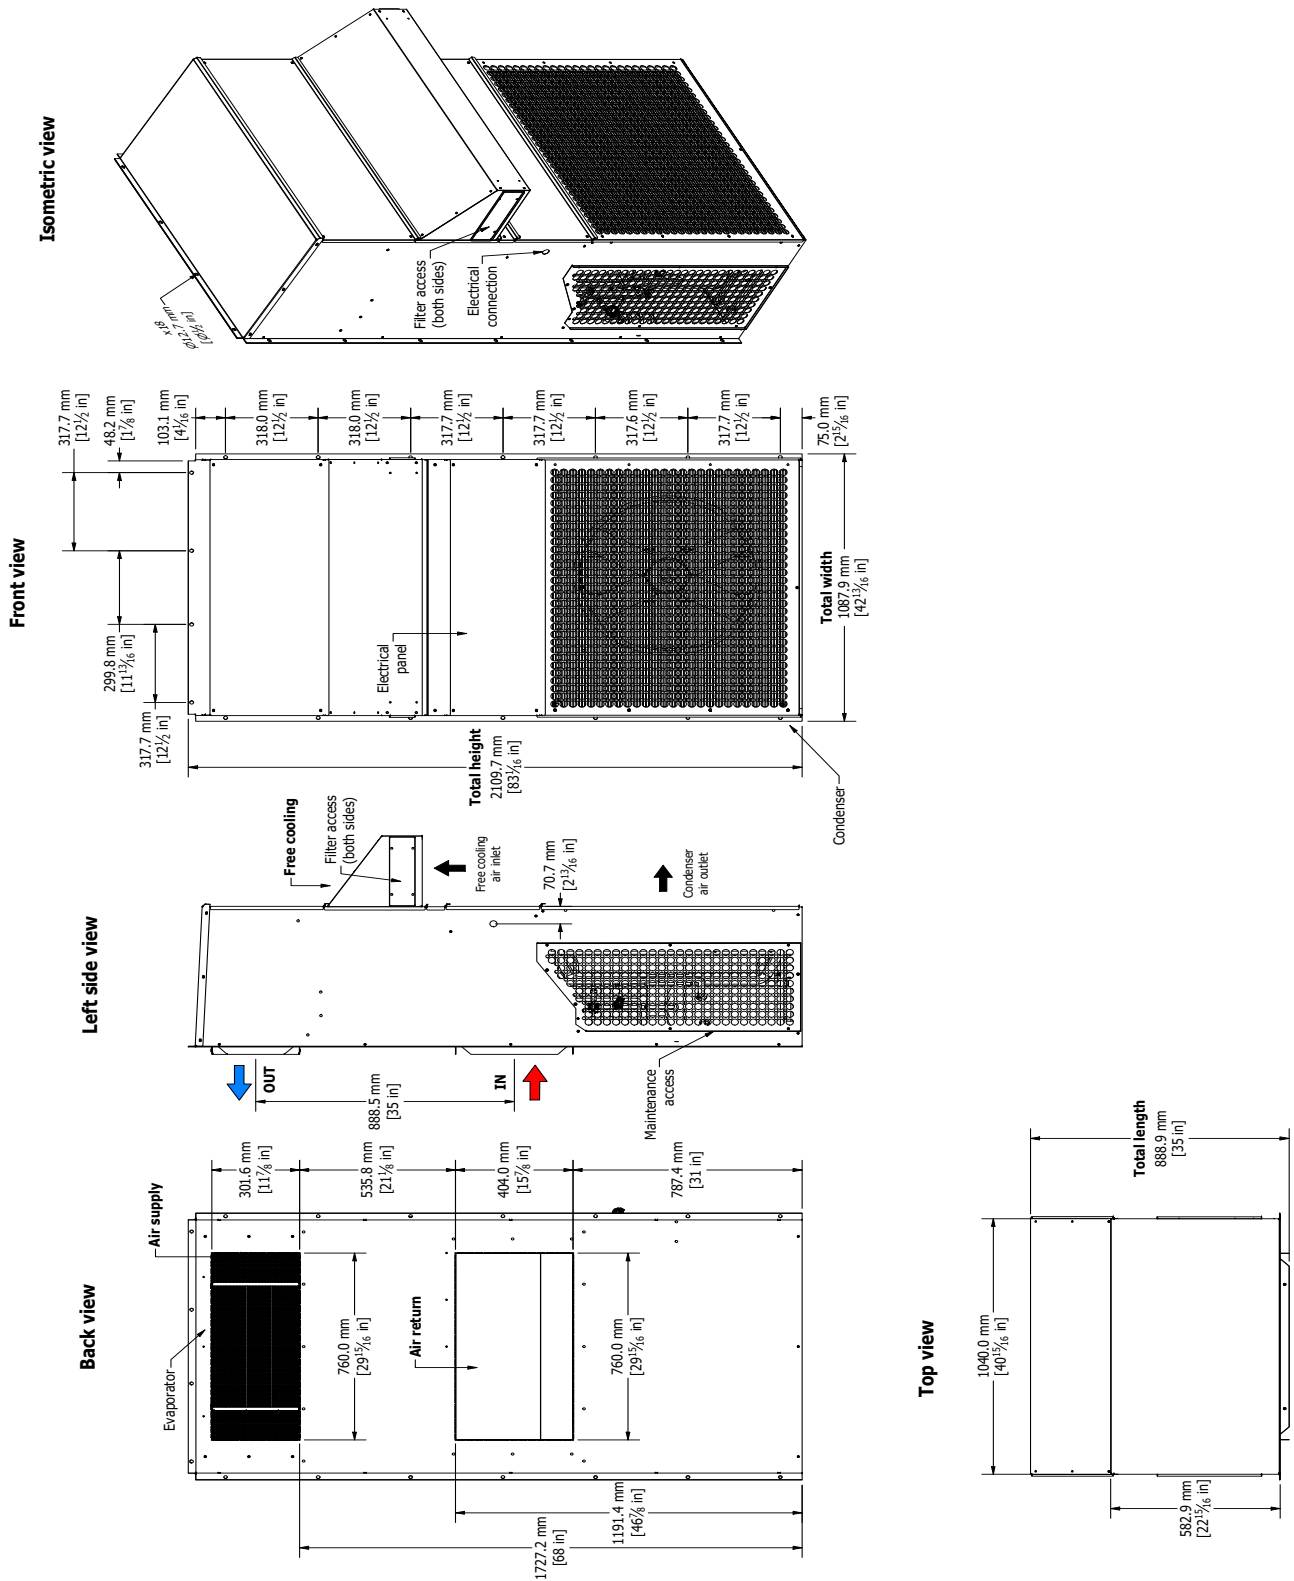 Isometric view
x18
Ø12.7 mm
[Ø½ in]
Filter access
(both sides)
Electrical
connection
Front view
317.7 mm
[12½ in]
48.2 mm
[1⅞ in]
103.1 mm
[4¹⁄₁₆ in]
318.0 mm
[12½ in]
318.0 mm
[12½ in]
317.7 mm
[12½ in]
317.7 mm
[12½ in]
317.6 mm
[12½ in]
317.7 mm
[12½ in]
75.0 mm
[2¹⁵⁄₁₆ in]
299.8 mm
[11¹³⁄₁₆ in]
317.7 mm
[12½ in]
Electrical
panel
Total width
1087.9 mm
[42¹³⁄₁₆ in]
Total height
2109.7 mm
[83¹⁄₁₆ in]
Condenser
Left side view
Free cooling
Filter access
(both sides)
Free cooling
air inlet
70.7 mm
[2¹³⁄₁₆ in]
Condenser
air outlet
OUT
IN
888.5 mm
[35 in]
Maintenance
access
Back view
Air supply
Evaporator
301.6 mm
[11⅞ in]
535.8 mm
[21⅛ in]
404.0 mm
[15⅞ in]
787.4 mm
[31 in]
760.0 mm
[29¹⁵⁄₁₆ in]
Air return
760.0 mm
[29¹⁵⁄₁₆ in]
1191.4 mm
[46⅞ in]
1727.2 mm
[68 in]
Top view
Total length
888.9 mm
[35 in]
1040.0 mm
[40¹⁵⁄₁₆ in]
582.9 mm
[22¹⁵⁄₁₆ in]